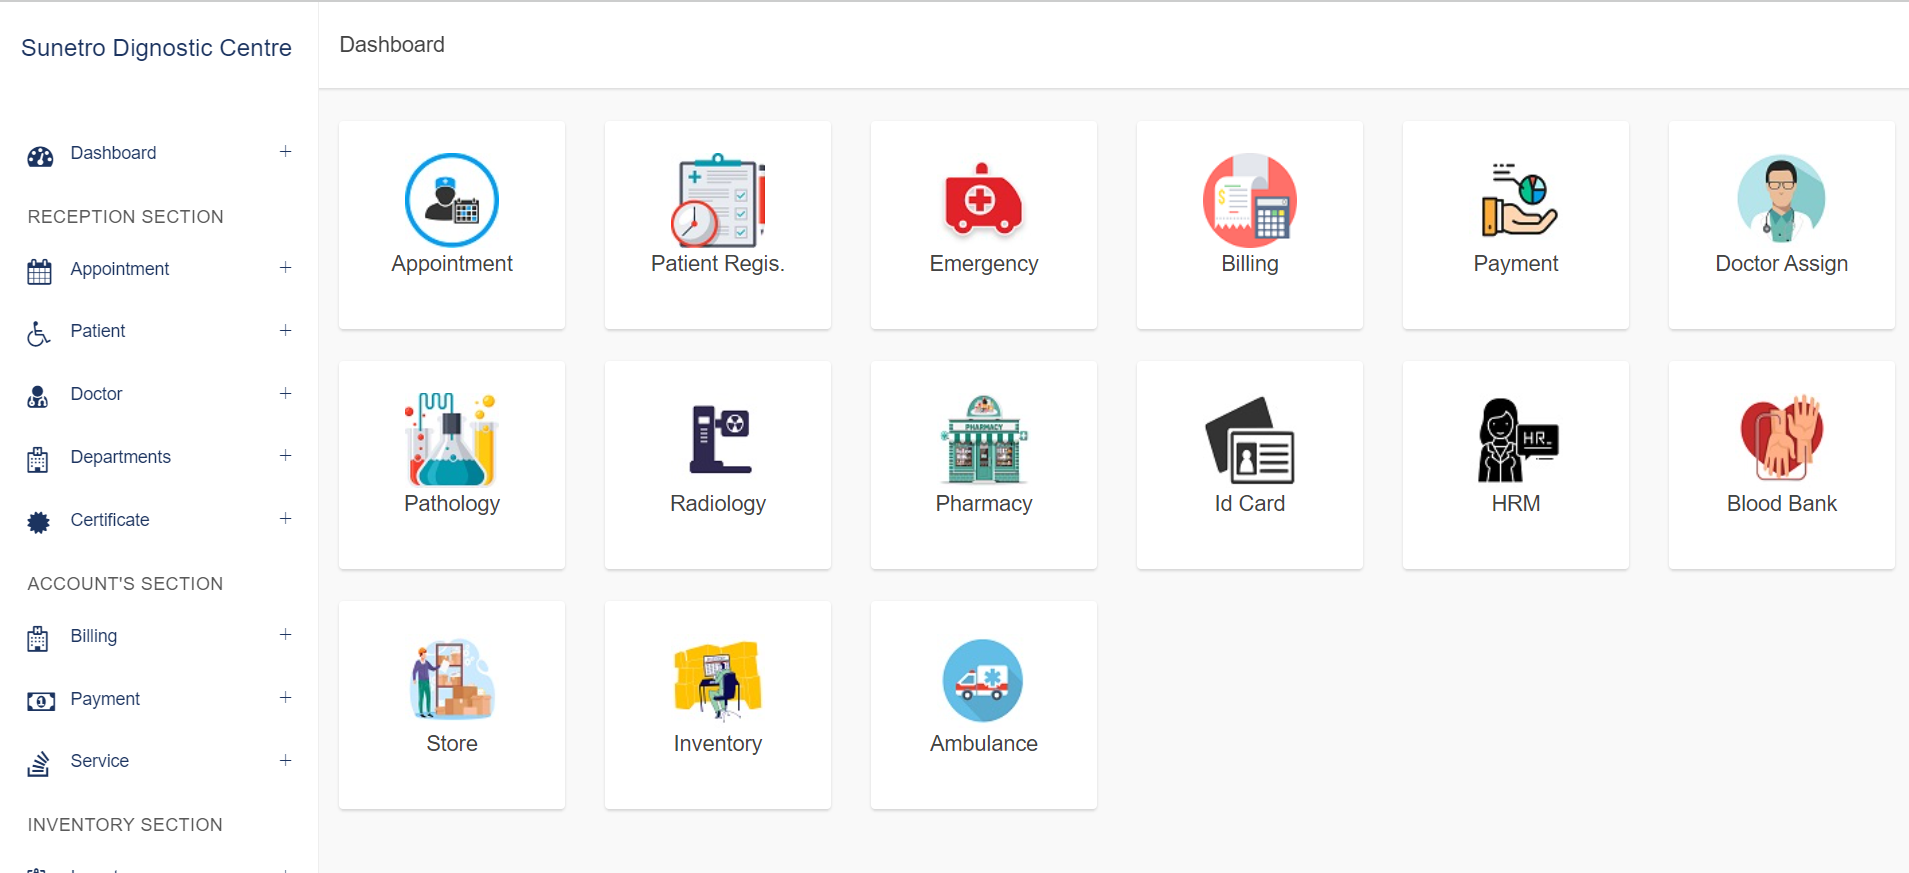 Sunetro Dignostic Centre
Dashboard
Dashboard
RECEPTION SECTION
Appointment
Patient
Doctor
Departments
Certificate
ACCOUNT'S SECTION
Billing
Payment
Service
INVENTORY SECTION
Appointment
Patient Regis.
Emergency
Billing
Payment
Doctor Assign
Pathology
Radiology
PHARMACY
Pharmacy
Id Card
HR
HRM
Blood Bank
Store
Inventory
Ambulance